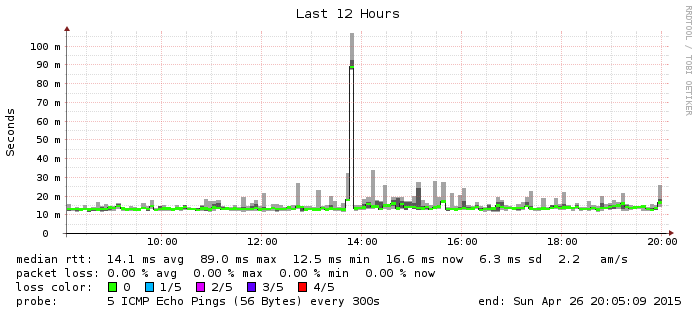 Last 12 Hours
RRDTOOL / TOBI OETIKER
Seconds
100 m
90 m
80 m
70 m
60 m
50 m
40 m
30 m
20 m
10 m
0
10:00 12:00 14:00 16:00 18:00 20:00
median rtt: 14.1 ms avg 89.0 ms max 12.5 ms min 16.6 ms now 6.3 ms sd 2.2 am/s
packet loss: 0.00 % avg 0.00 % max 0.00 % min 0.00 % now
loss color: 0 1/5 2/5 3/5 4/5
probe: 5 ICMP Echo Pings (56 Bytes) every 300s end: Sun Apr 26 20:05:09 2015